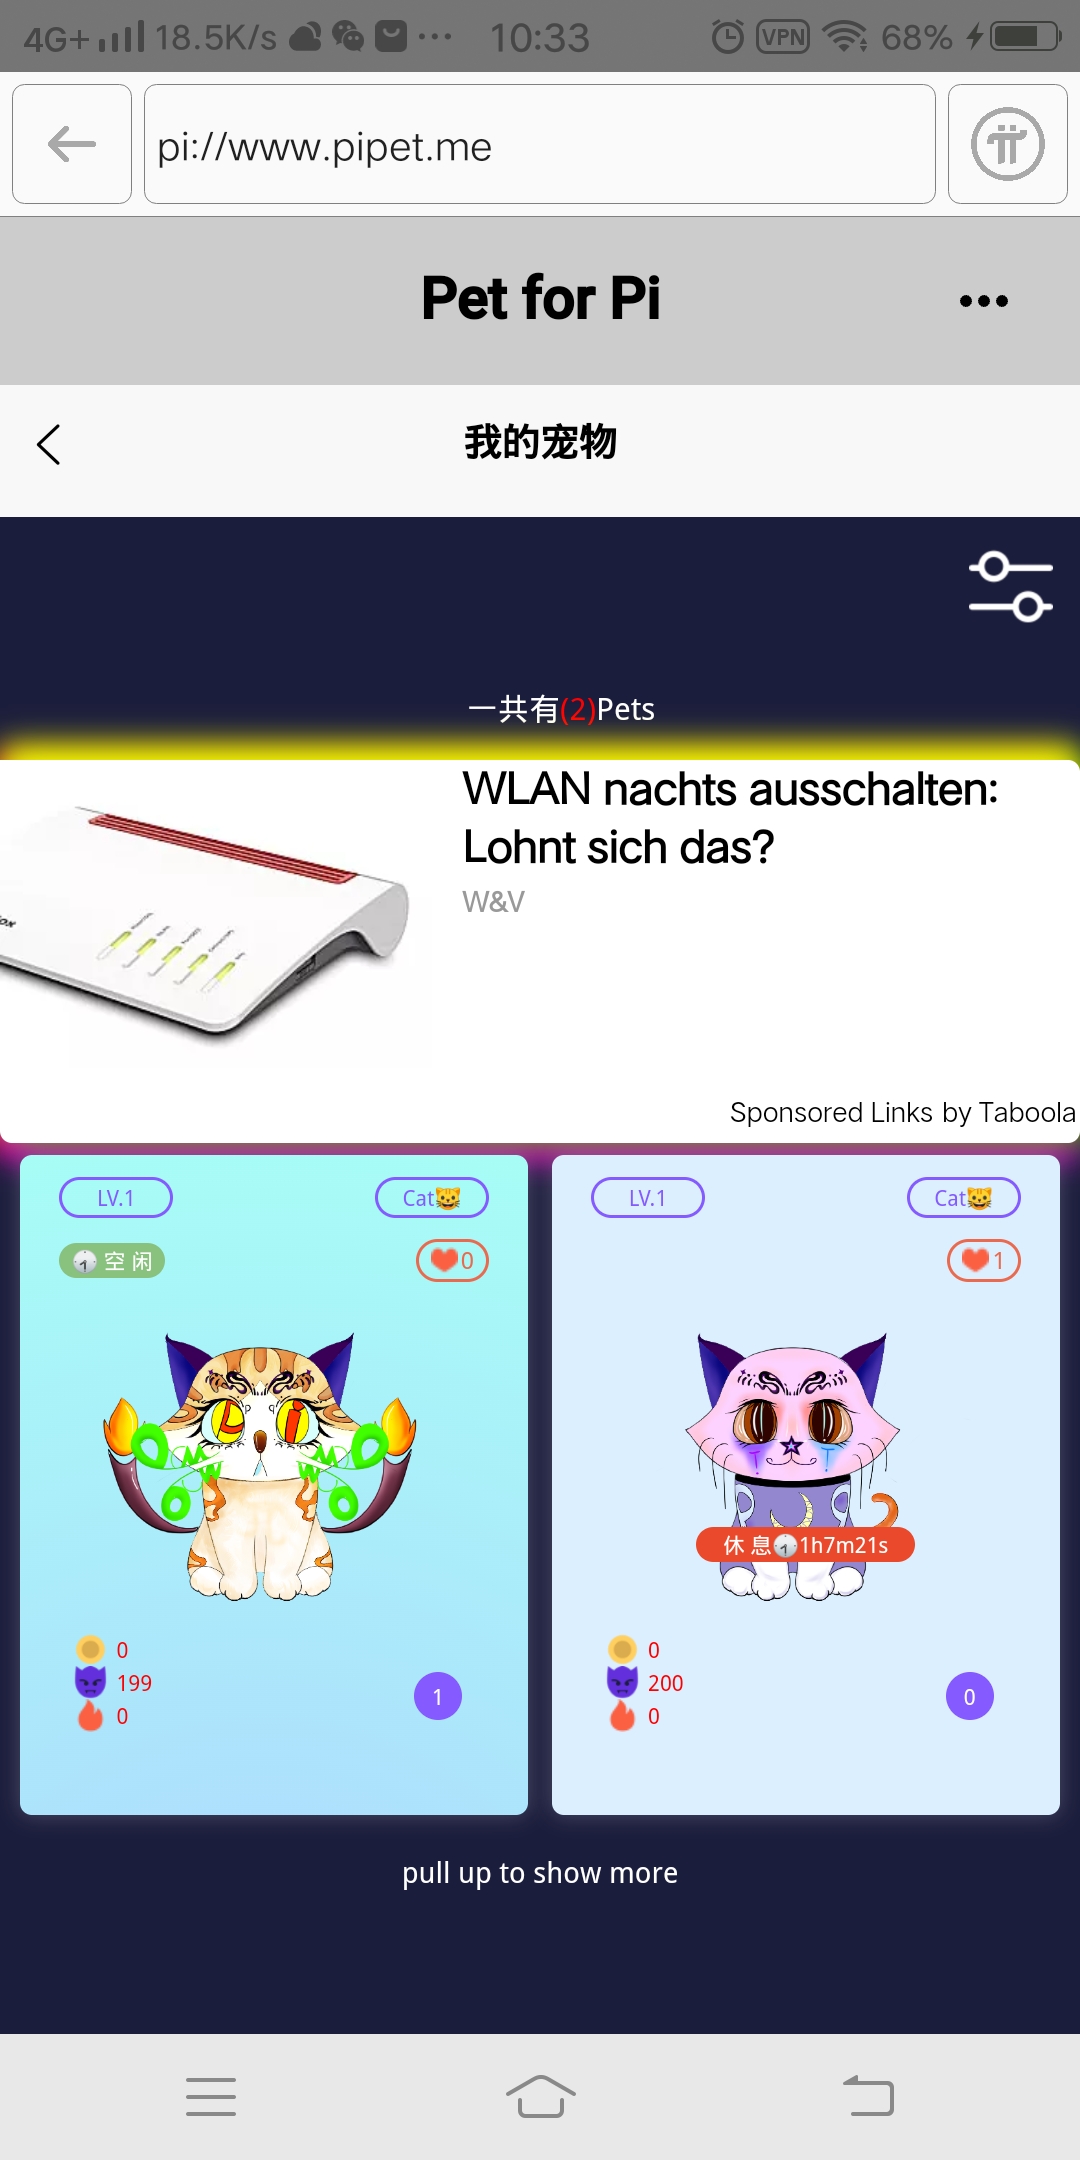 4G+ 18.5K/s ··· 10:33 VPN 68%
pi://www.pipet.me
Pet for Pi
我的宠物
一共有(2)Pets
WLAN nachts ausschalten:
Lohnt sich das?
W&V
Sponsored Links by Taboola
LV.1 Cat
空 闲 0
0
199
0
1
LV.1 Cat
1
休 息 1h7m21s
0
200
0
0
pull up to show more